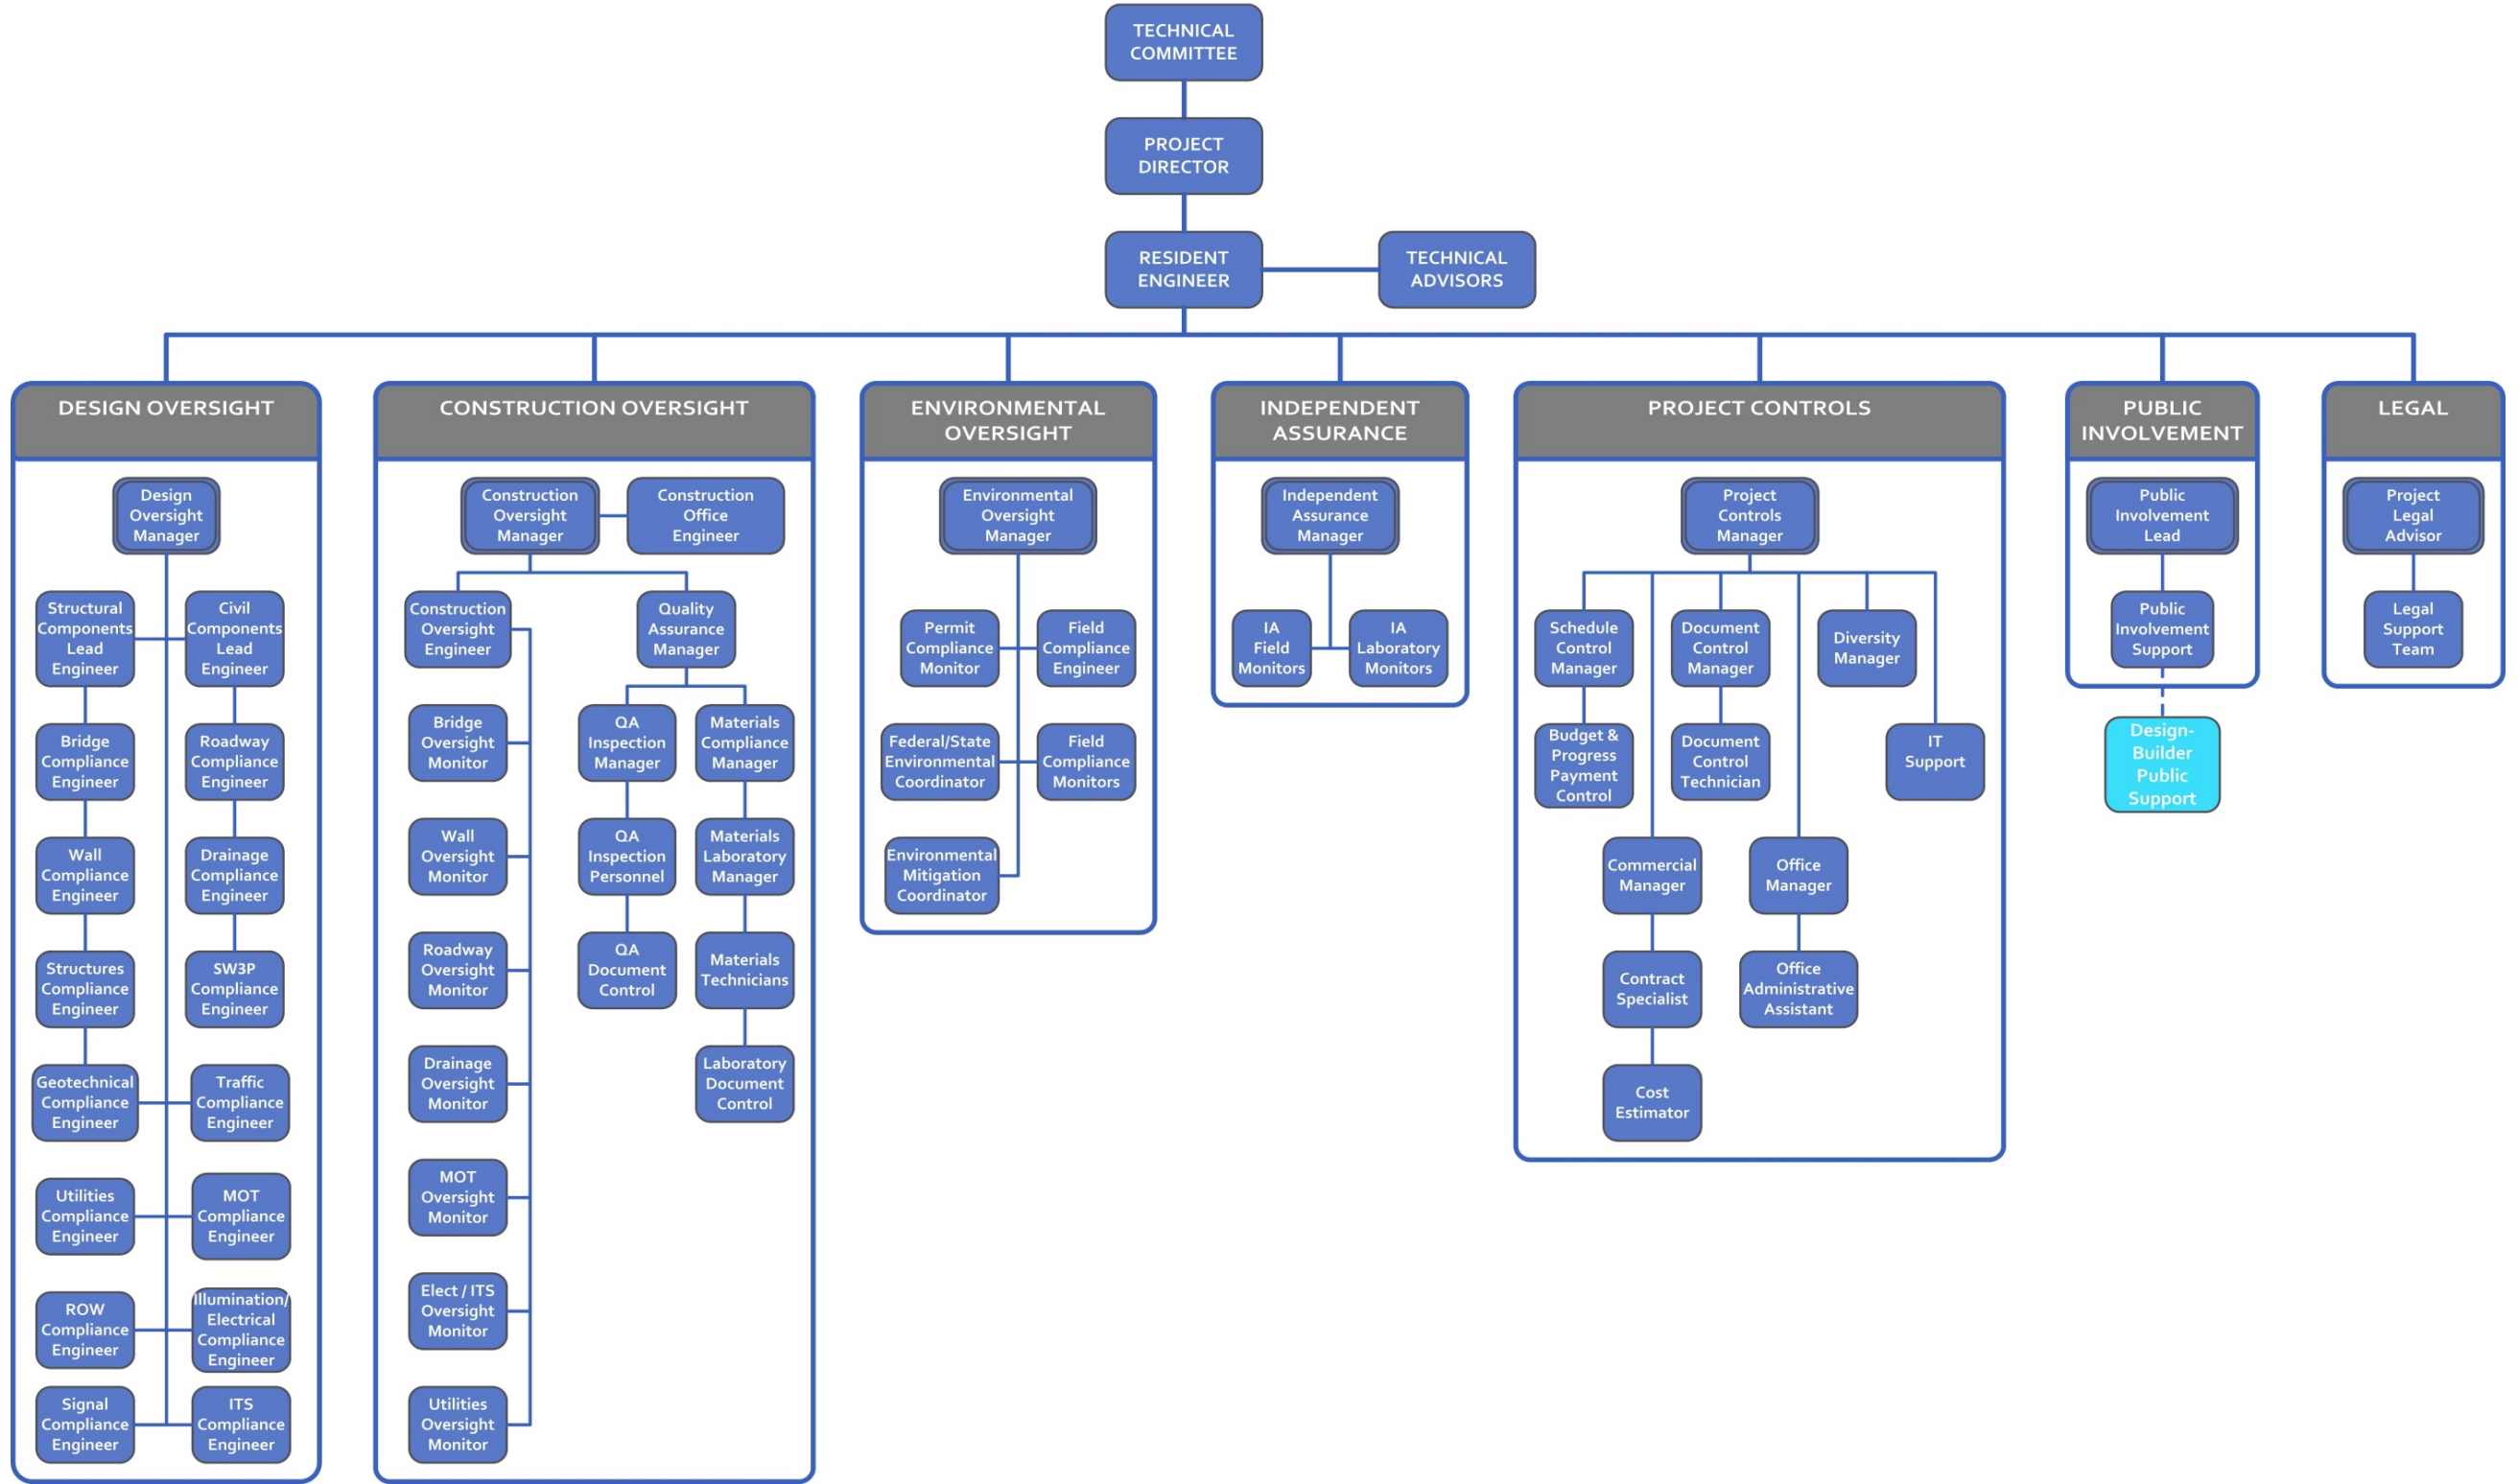 TECHNICAL
COMMITTEE
PROJECT
DIRECTOR
RESIDENT
ENGINEER
TECHNICAL
ADVISORS
DESIGN OVERSIGHT
Design
Oversight
Manager
Structural
Components
Lead
Engineer
Civil
Components
Lead
Engineer
Bridge
Compliance
Engineer
Roadway
Compliance
Engineer
Wall
Compliance
Engineer
Drainage
Compliance
Engineer
Structures
Compliance
Engineer
SW3P
Compliance
Engineer
Geotechnical
Compliance
Engineer
Traffic
Compliance
Engineer
Utilities
Compliance
Engineer
MOT
Compliance
Engineer
ROW
Compliance
Engineer
Illumination/
Electrical
Compliance
Engineer
Signal
Compliance
Engineer
ITS
Compliance
Engineer
CONSTRUCTION OVERSIGHT
Construction
Oversight
Manager
Construction
Office
Engineer
Construction
Oversight
Engineer
Quality
Assurance
Manager
Bridge
Oversight
Monitor
Wall
Oversight
Monitor
Roadway
Oversight
Monitor
Drainage
Oversight
Monitor
MOT
Oversight
Monitor
Elect / ITS
Oversight
Monitor
Utilities
Oversight
Monitor
QA
Inspection
Manager
QA
Inspection
Personnel
QA
Document
Control
Materials
Compliance
Manager
Materials
Laboratory
Manager
Materials
Technicians
Laboratory
Document
Control
ENVIRONMENTAL
OVERSIGHT
Environmental
Oversight
Manager
Permit
Compliance
Monitor
Field
Compliance
Engineer
Federal/State
Environmental
Coordinator
Field
Compliance
Monitors
Environmental
Mitigation
Coordinator
INDEPENDENT
ASSURANCE
Independent
Assurance
Manager
IA
Field
Monitors
IA
Laboratory
Monitors
PROJECT CONTROLS
Project
Controls
Manager
Schedule
Control
Manager
Document
Control
Manager
Diversity
Manager
Budget &
Progress
Payment
Control
Document
Control
Technician
IT
Support
Commercial
Manager
Office
Manager
Contract
Specialist
Office
Administrative
Assistant
Cost
Estimator
PUBLIC
INVOLVEMENT
Public
Involvement
Lead
Public
Involvement
Support
Design-
Builder
Public
Support
LEGAL
Project
Legal
Advisor
Legal
Support
Team